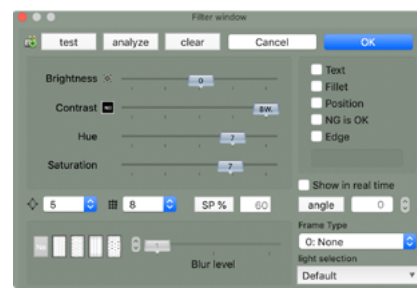 Filter window
test analyze clear Cancel OK
Brightness 0
Contrast BW.
Hue 7
Saturation 7
Text
Fillet
Position
NG is OK
Edge
Show in real time
5 8 SP % 60 angle 0
Frame Type
0: None
1
Blur level
light selection
Default